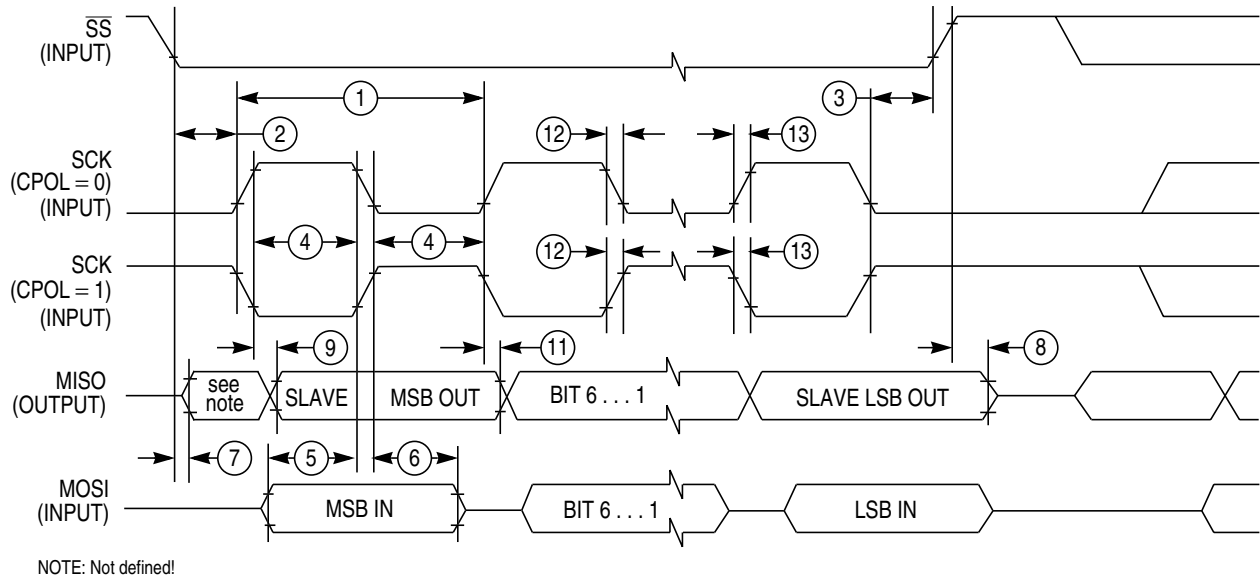 SS
(INPUT)
1
3
2
12
13
SCK
(CPOL = 0)
(INPUT)
4
4
12
13
SCK
(CPOL = 1)
(INPUT)
9
11
8
MISO
(OUTPUT)
see
note
SLAVE
MSB OUT
BIT 6 . . . 1
SLAVE LSB OUT
7
5
6
MOSI
(INPUT)
MSB IN
BIT 6 . . . 1
LSB IN
NOTE: Not defined!